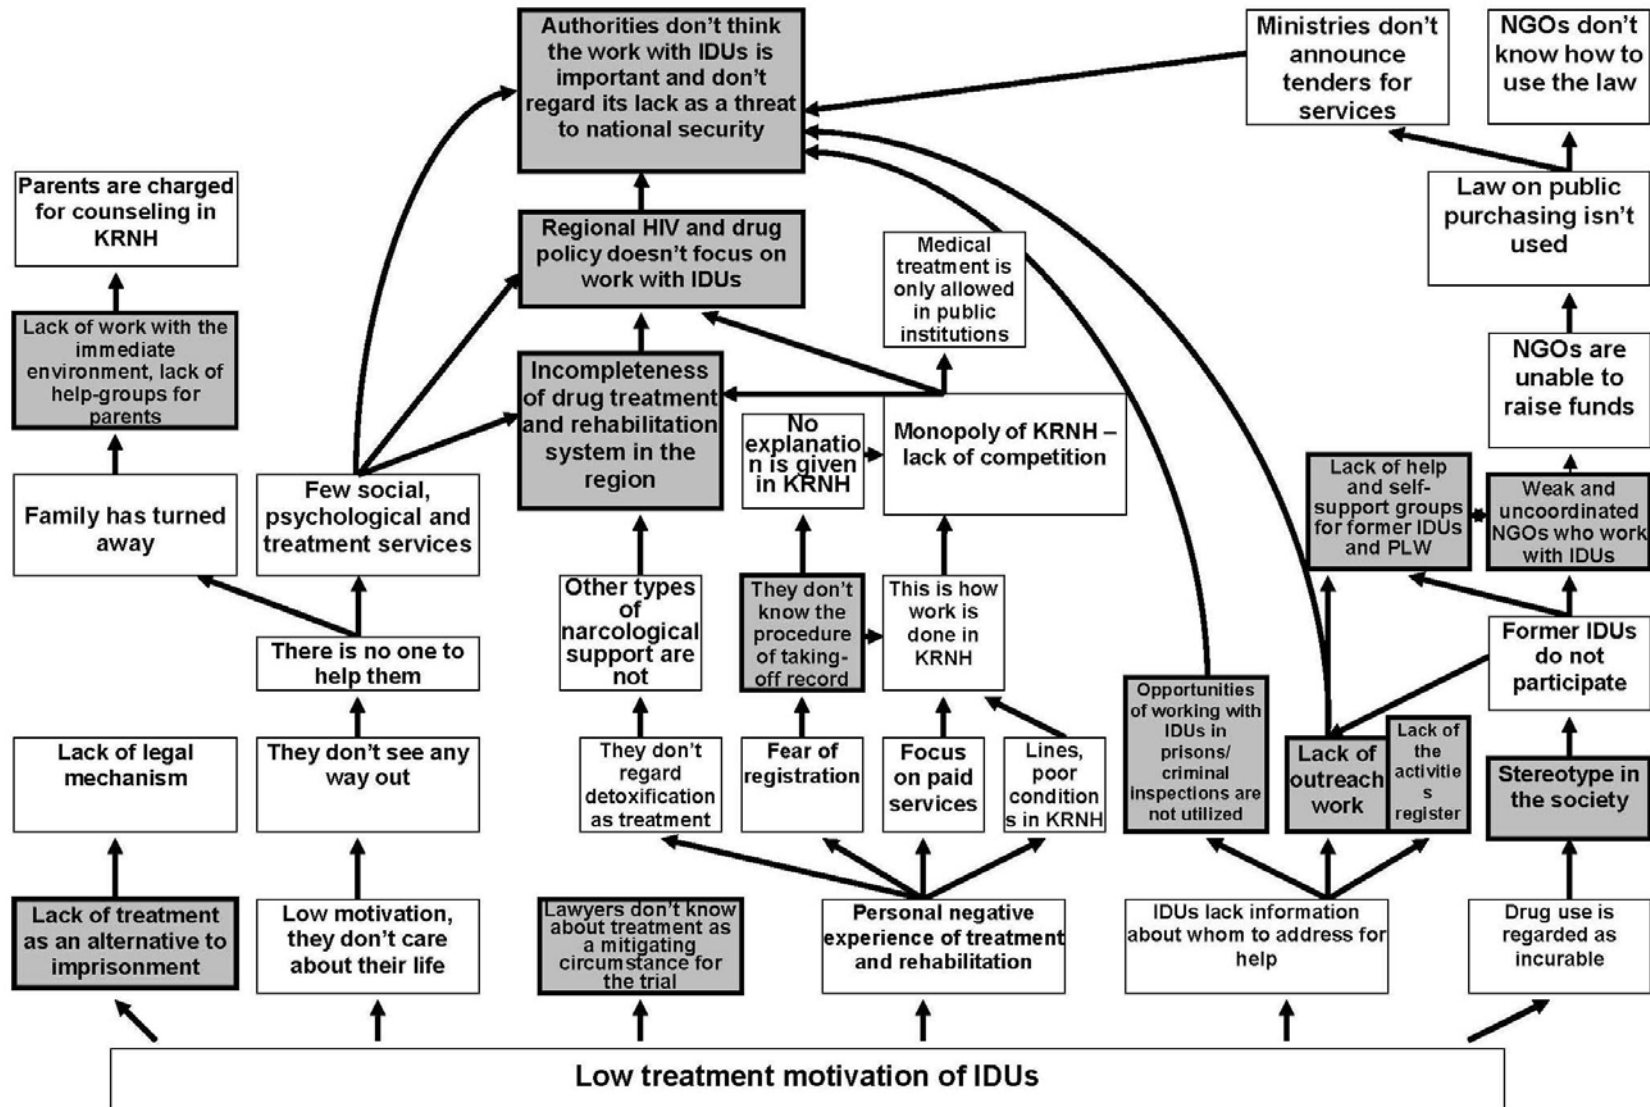 Authorities don't think
the work with IDUs is
important and don't
regard its lack as a threat
to national security
Ministries don't
announce
tenders for
services
NGOs don't
know how to
use the law
Parents are charged
for counseling in
KRNH
Regional HIV and drug
policy doesn't focus on
work with IDUs
Medical
treatment is
only allowed
in public
institutions
Law on public
purchasing isn't
used
Lack of work with the
immediate
environment, lack of
help-groups for
parents
Incompleteness
of drug treatment
and rehabilitation
system in the
region
No
explanatio
n is given
in KRNH
Monopoly of KRNH –
lack of competition
NGOs are
unable to
raise funds
Family has turned
away
Few social,
psychological and
treatment services
Lack of help
and self-
support groups
for former IDUs
and PLW
Weak and
uncoordinated
NGOs who work
with IDUs
Other types of
narcological
support are not
They don't
know the
procedure
of taking-
off record
This is how
work is
done in
KRNH
There is no one to
help them
Former IDUs
do not
participate
Opportunities
of working with
IDUs in
prisons/
criminal
inspections are
not utilized
Lack of
outreach
work
Lack of
the
activitie
s
register
Lack of legal
mechanism
They don't see any
way out
They don't
regard
detoxification
as treatment
Fear of
registration
Focus
on paid
services
Lines,
poor
condition
s in KRNH
Stereotype in
the society
Lack of treatment
as an alternative to
imprisonment
Low motivation,
they don't care
about their life
Lawyers don't know
about treatment as
a mitigating
circumstance for
the trial
Personal negative
experience of treatment
and rehabilitation
IDUs lack information
about whom to address for
help
Drug use is
regarded as
incurable
Low treatment motivation of IDUs